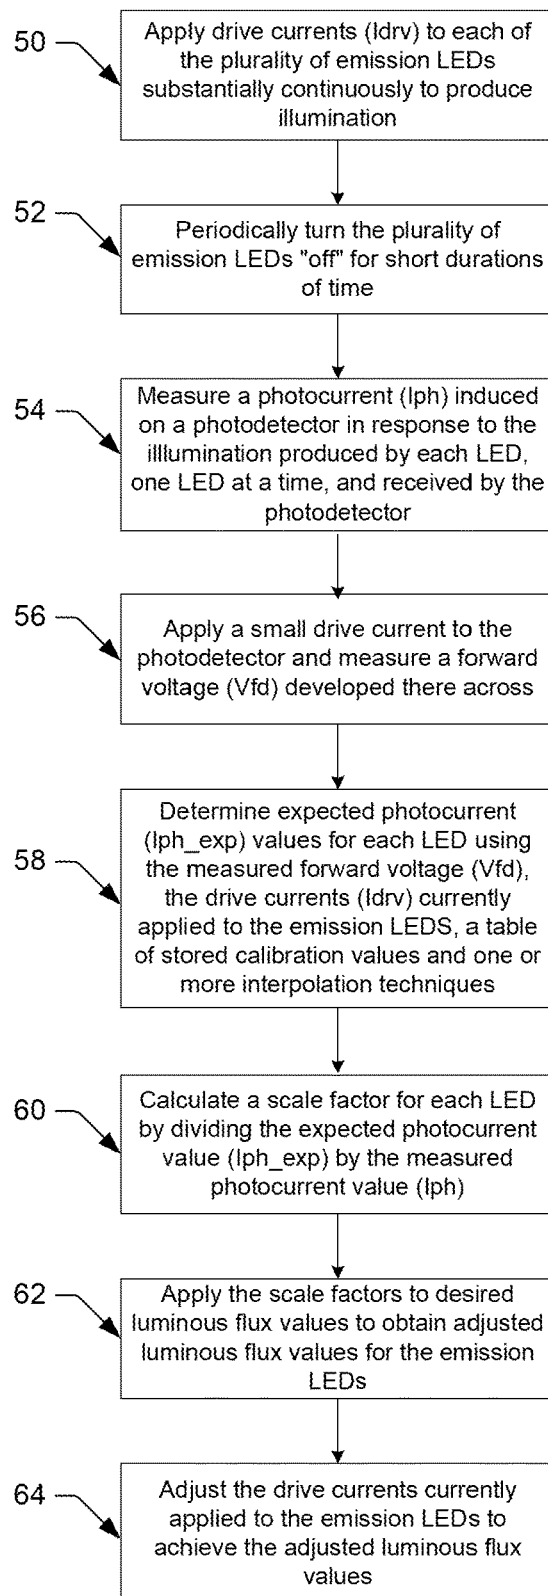 50
Apply drive currents (Idrv) to each of
the plurality of emission LEDs
substantially continuously to produce
illumination
52
Periodically turn the plurality of
emission LEDs "off" for short durations
of time
54
Measure a photocurrent (Iph) induced
on a photodetector in response to the
illlumination produced by each LED,
one LED at a time, and received by the
photodetector
56
Apply a small drive current to the
photodetector and measure a forward
voltage (Vfd) developed there across
58
Determine expected photocurrent
(Iph_exp) values for each LED using
the measured forward voltage (Vfd),
the drive currents (Idrv) currently
applied to the emission LEDS, a table
of stored calibration values and one or
more interpolation techniques
60
Calculate a scale factor for each LED
by dividing the expected photocurrent
value (Iph_exp) by the measured
photocurrent value (Iph)
62
Apply the scale factors to desired
luminous flux values to obtain adjusted
luminous flux values for the emission
LEDs
64
Adjust the drive currents currently
applied to the emission LEDs to
achieve the adjusted luminous flux
values